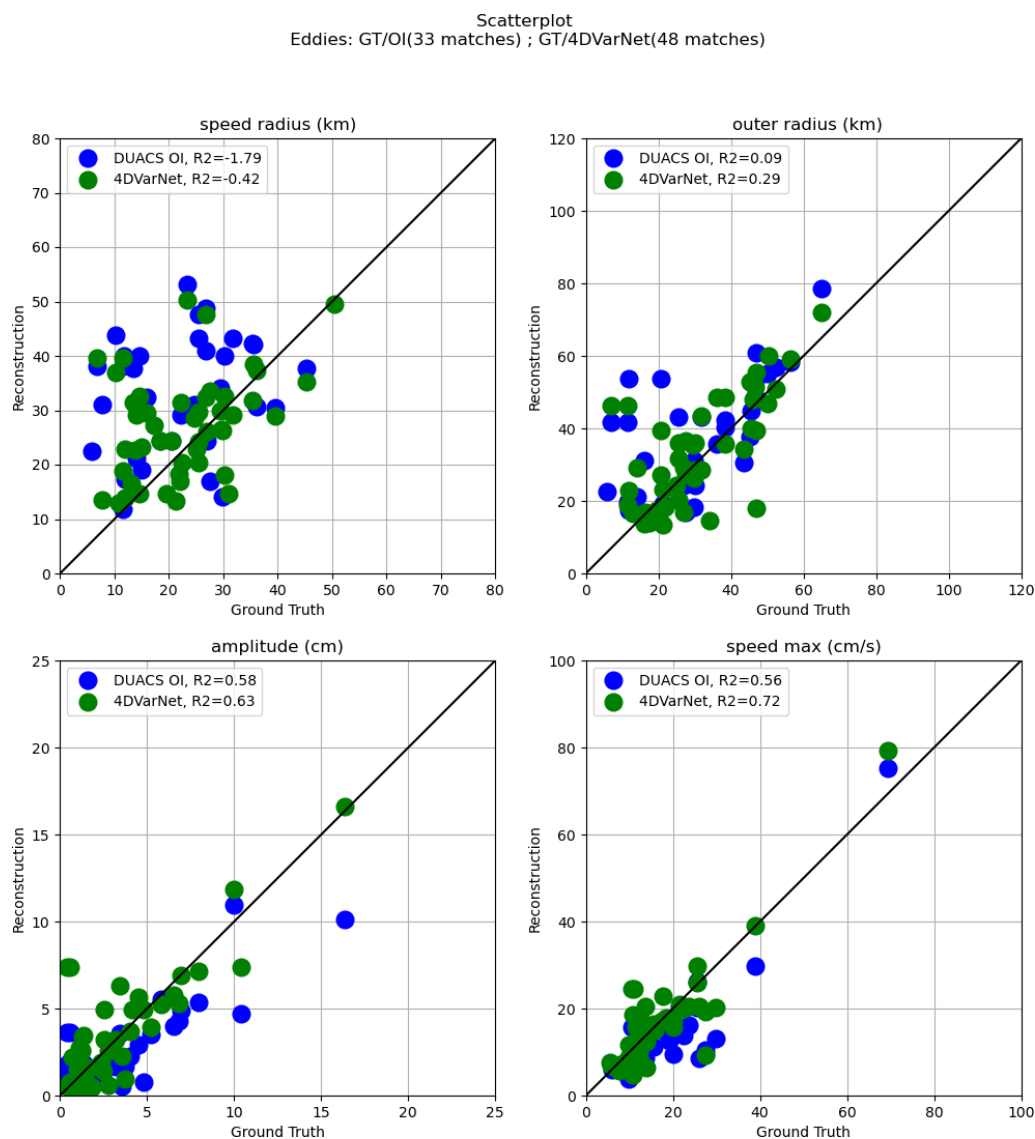 Scatterplot
Eddies: GT/OI(33 matches) ; GT/4DVarNet(48 matches)
speed radius (km)
DUACS OI, R2=-1.79
4DVarNet, R2=-0.42
80
70
60
50
40
30
20
10
0
Reconstruction
0 10 20 30 40 50 60 70 80
Ground Truth
outer radius (km)
DUACS OI, R2=0.09
4DVarNet, R2=0.29
120
100
80
60
40
20
0
Reconstruction
0 20 40 60 80 100 120
Ground Truth
amplitude (cm)
DUACS OI, R2=0.58
4DVarNet, R2=0.63
25
20
15
10
5
0
Reconstruction
0 5 10 15 20 25
Ground Truth
speed max (cm/s)
DUACS OI, R2=0.56
4DVarNet, R2=0.72
100
80
60
40
20
0
Reconstruction
0 20 40 60 80 100
Ground Truth